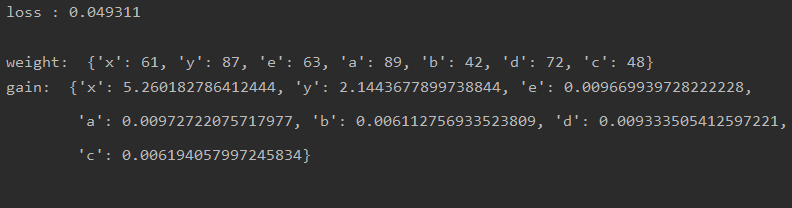 loss : 0.049311
weight:  {'x': 61, 'y': 87, 'e': 63, 'a': 89, 'b': 42, 'd': 72, 'c': 48}
gain:  {'x': 5.260182786412444, 'y': 2.1443677899738844, 'e': 0.009669939728222228,
'a': 0.00972722075717977, 'b': 0.006112756933523809, 'd': 0.009333505412597221,
'c': 0.006194057997245834}